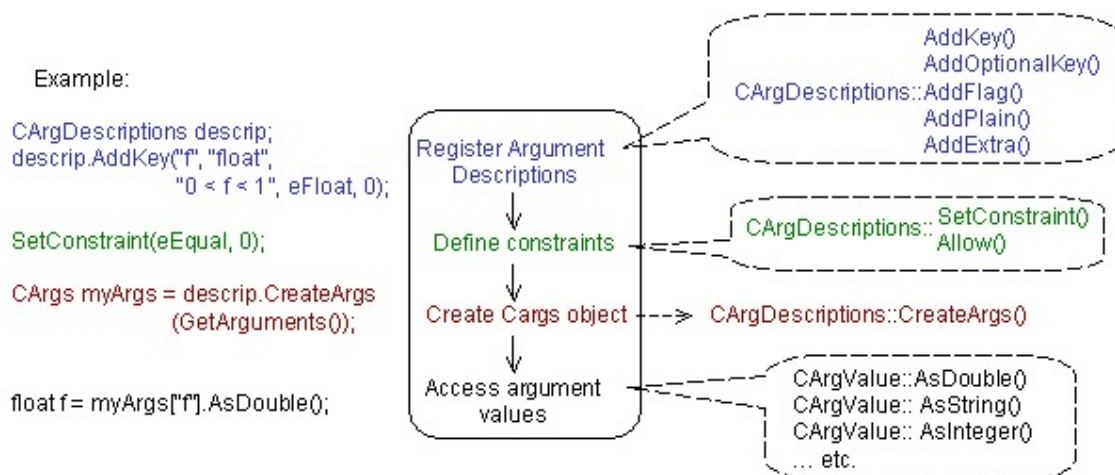 Example:
CArgDescriptions descrip;
descrip.AddKey("f", "float",
"0 < f < 1", eFloat, 0);
SetConstraint(eEqual, 0);
CArgs myArgs = descrip.CreateArgs
(GetArguments());
float f = myArgs["f"].AsDouble();
Register Argument
Descriptions
Define constraints
Create Cargs object
Access argument
values
AddKey()
AddOptionalKey()
CArgDescriptions::AddFlag()
AddPlain()
AddExtra()
CArgDescriptions:: SetConstraint()
Allow()
CArgDescriptions::CreateArgs()
CArgValue::AsDouble()
CArgValue:: AsString()
CArgValue:: AsInteger()
... etc.